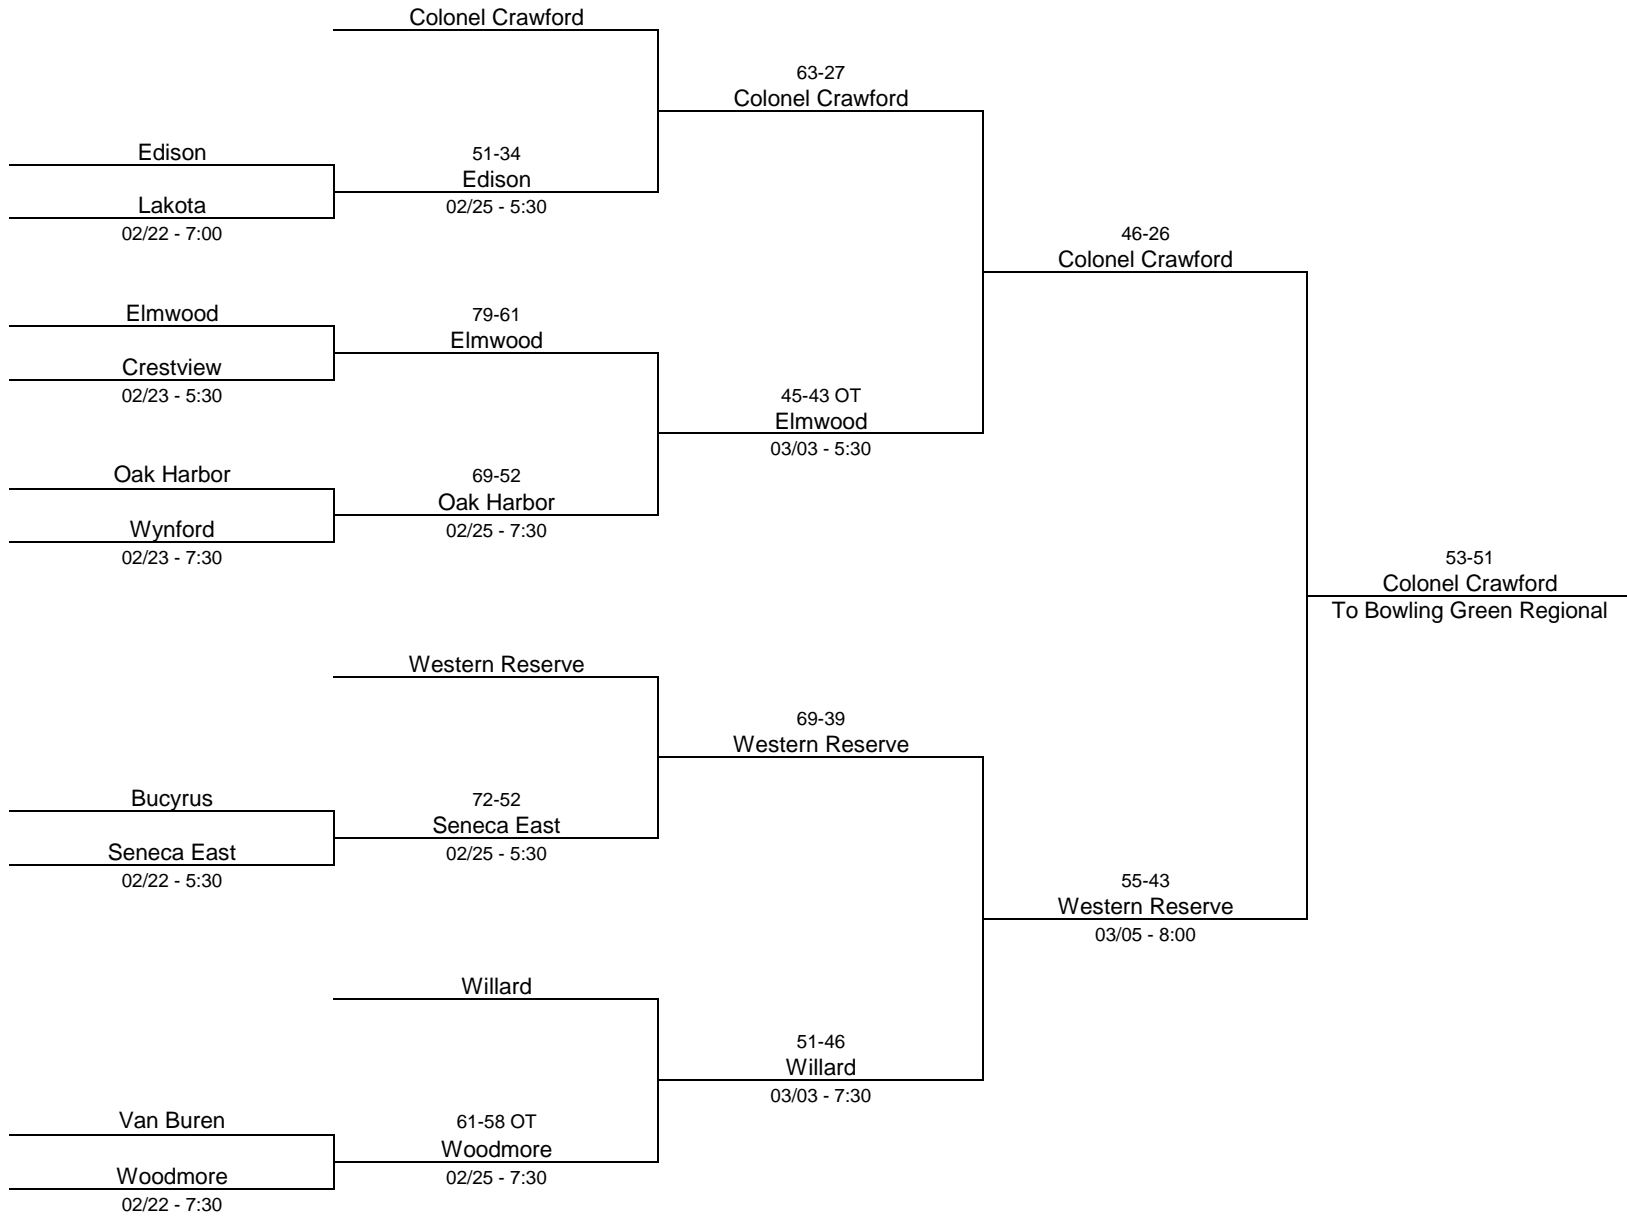 Colonel Crawford
63-27
Colonel Crawford
Edison
51-34
Edison
Lakota
02/25 - 5:30
02/22 - 7:00
46-26
Colonel Crawford
Elmwood
79-61
Elmwood
Crestview
02/23 - 5:30
45-43 OT
Elmwood
03/03 - 5:30
Oak Harbor
69-52
Oak Harbor
Wynford
02/25 - 7:30
02/23 - 7:30
53-51
Colonel Crawford
To Bowling Green Regional
Western Reserve
69-39
Western Reserve
Bucyrus
72-52
Seneca East
Seneca East
02/25 - 5:30
02/22 - 5:30
55-43
Western Reserve
03/05 - 8:00
Willard
51-46
Willard
03/03 - 7:30
Van Buren
61-58 OT
Woodmore
Woodmore
02/25 - 7:30
02/22 - 7:30